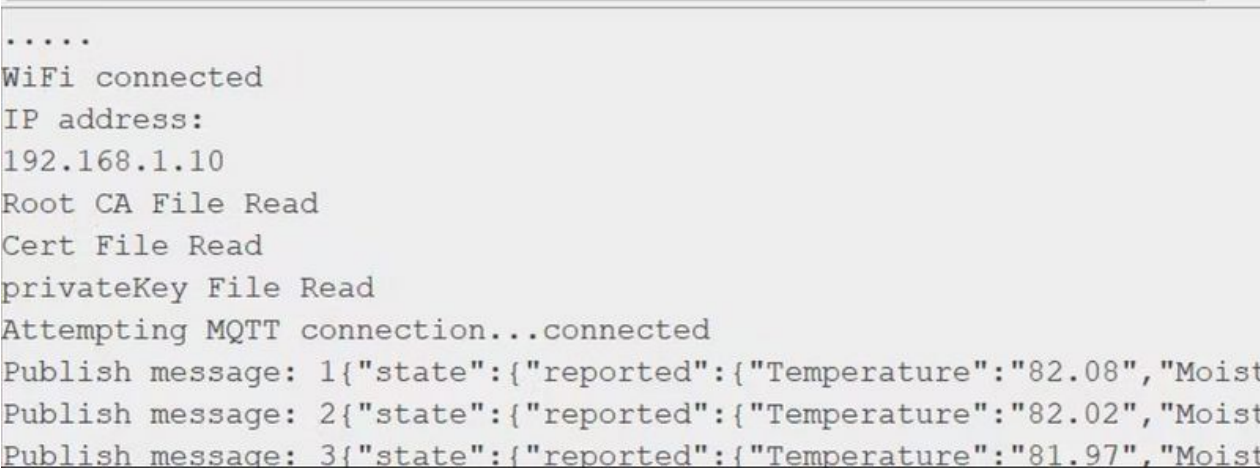 .....
WiFi connected
IP address:
192.168.1.10
Root CA File Read
Cert File Read
privateKey File Read
Attempting MQTT connection...connected
Publish message: 1{"state":{"reported":{"Temperature":"82.08","Moist
Publish message: 2{"state":{"reported":{"Temperature":"82.02","Moist
Publish message: 3{"state":{"reported":{"Temperature":"81.97","Moist